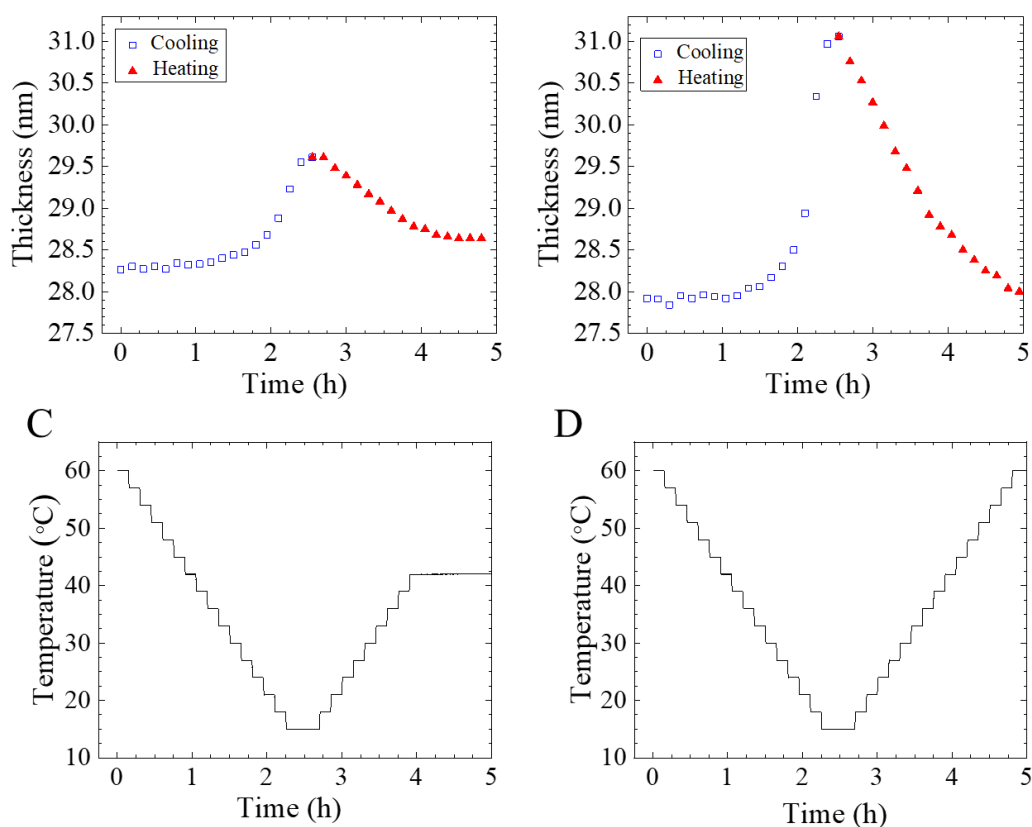 Thickness (nm)
31.0
30.5
30.0
29.5
29.0
28.5
28.0
27.5
Cooling
Heating
0 1 2 3 4 5
Time (h)
Thickness (nm)
31.0
30.5
30.0
29.5
29.0
28.5
28.0
27.5
Cooling
Heating
0 1 2 3 4 5
Time (h)
C
Temperature (°C)
60
50
40
30
20
10
0 1 2 3 4 5
Time (h)
D
Temperature (°C)
60
50
40
30
20
10
0 1 2 3 4 5
Time (h)